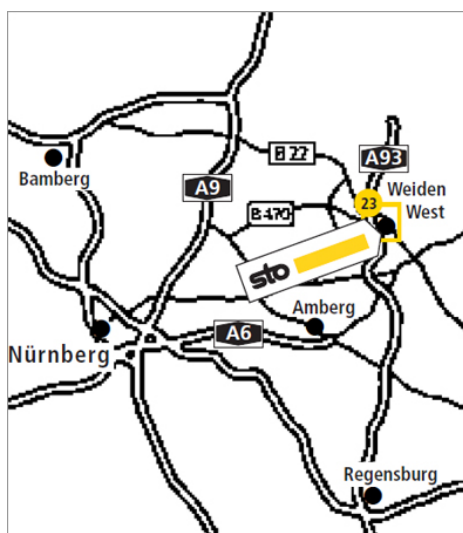 B 22
A93
Bamberg
A9
23
Weiden
West
B 470
sto
Amberg
A6
Nürnberg
Regensburg